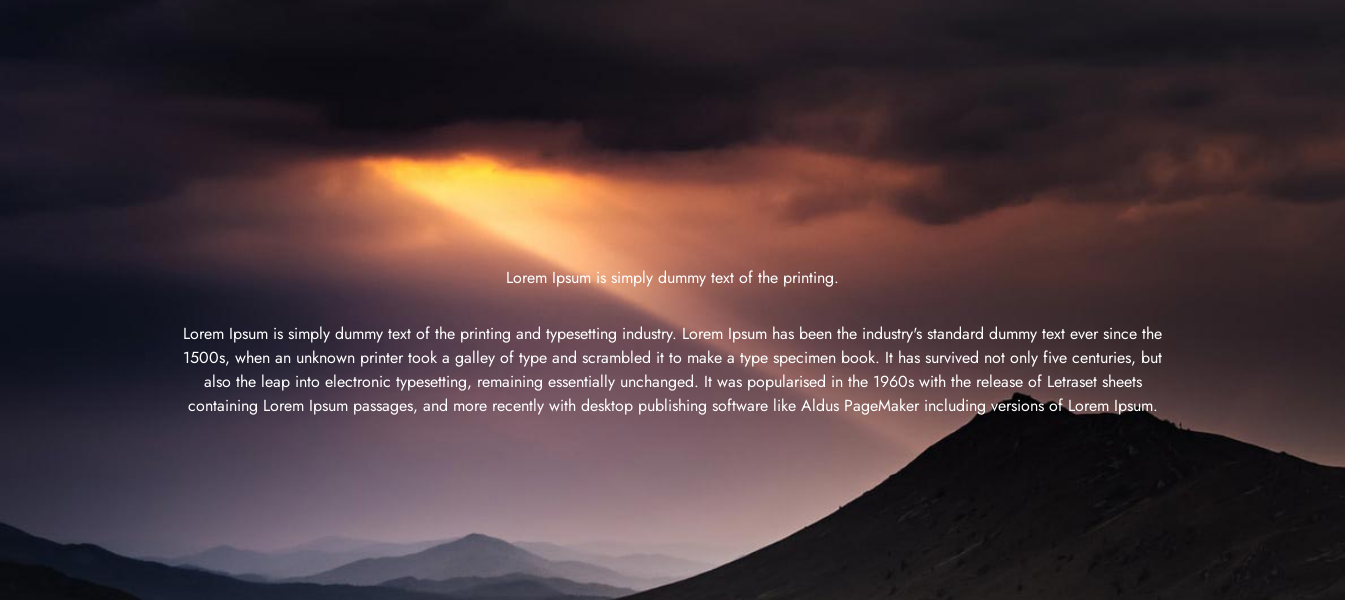 Lorem Ipsum is simply dummy text of the printing.
Lorem Ipsum is simply dummy text of the printing and typesetting industry. Lorem Ipsum has been the industry's standard dummy text ever since the
1500s, when an unknown printer took a galley of type and scrambled it to make a type specimen book. It has survived not only five centuries, but
also the leap into electronic typesetting, remaining essentially unchanged. It was popularised in the 1960s with the release of Letraset sheets
containing Lorem Ipsum passages, and more recently with desktop publishing software like Aldus PageMaker including versions of Lorem Ipsum.